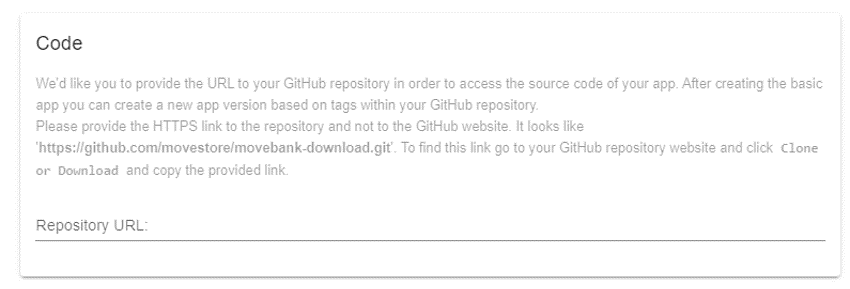 Code
We'd like you to provide the URL to your GitHub repository in order to access the source code of your app. After creating the basic
app you can create a new app version based on tags within your GitHub repository.
Please provide the HTTPS link to the repository and not to the GitHub website. It looks like
'https://github.com/movestore/movebank-download.git'. To find this link go to your GitHub repository website and click Clone
or Download and copy the provided link.
Repository URL: